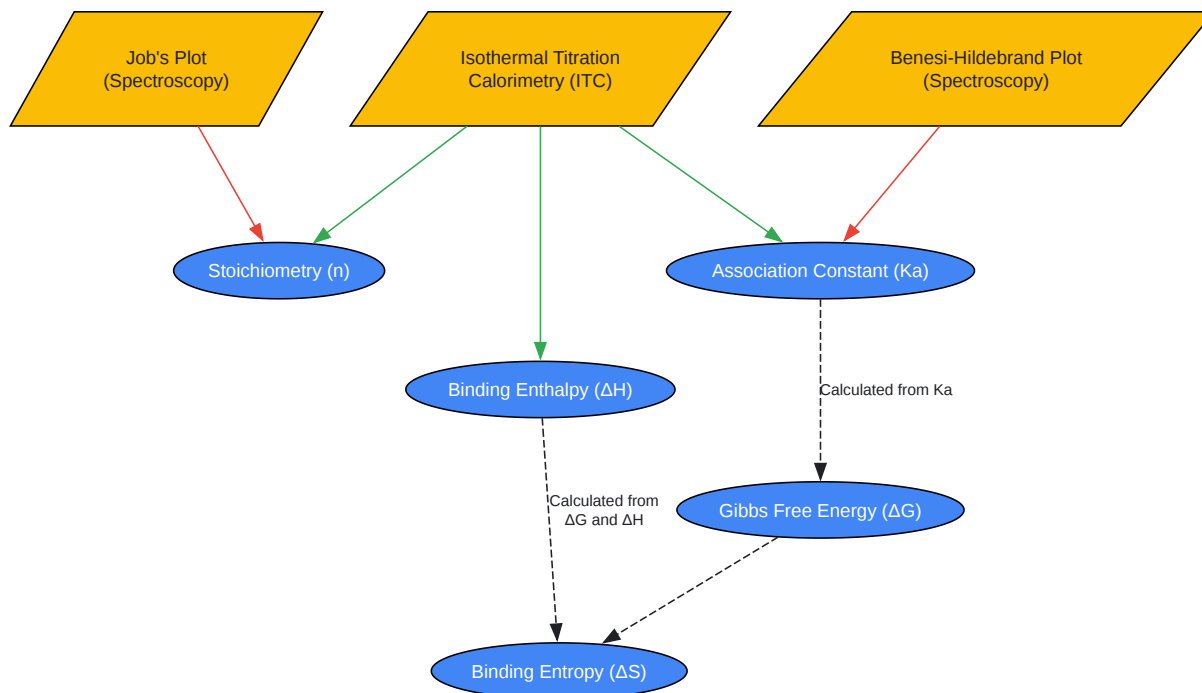 Job's Plot
(Spectroscopy)
Isothermal Titration
Calorimetry (ITC)
Benesi-Hildebrand Plot
(Spectroscopy)
Stoichiometry (n)
Association Constant (Ka)
Binding Enthalpy (ΔH)
Calculated from Ka
Calculated from
ΔG and ΔH
Gibbs Free Energy (ΔG)
Binding Entropy (ΔS)